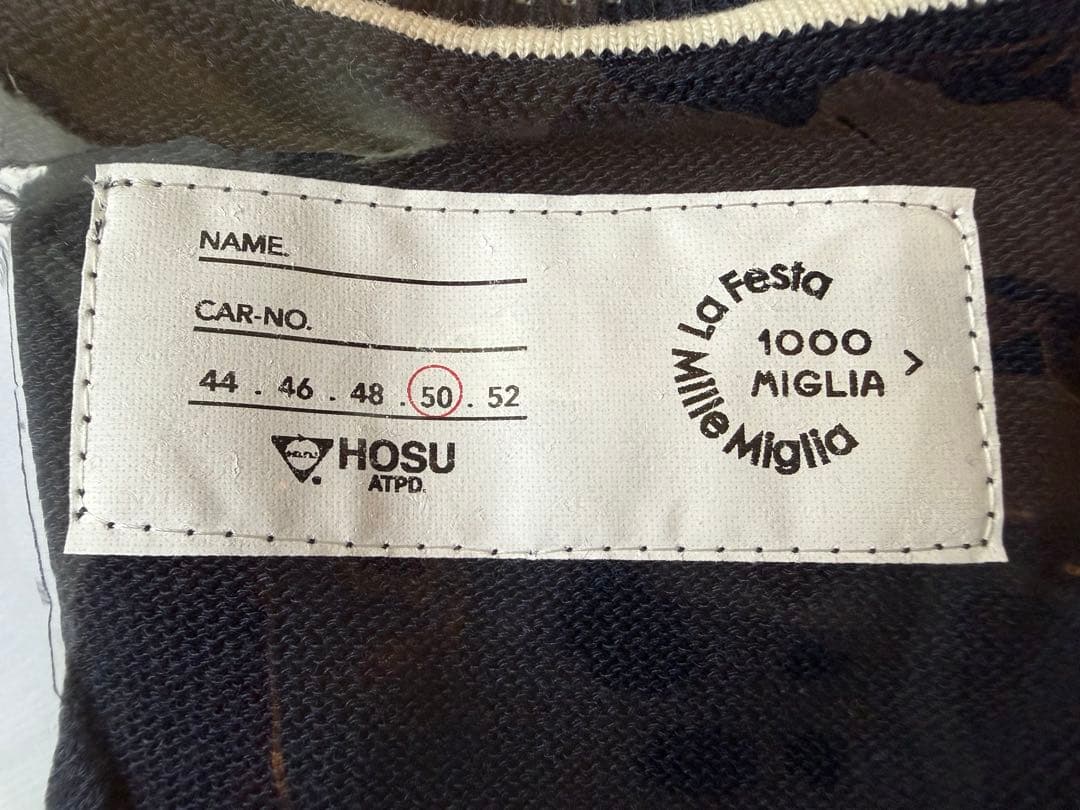 NAME.
CAR-NO.
44 . 46 . 48 . 50 . 52
HOSU
ATPD.
La Festa Mille Miglia
1000
MIGLIA